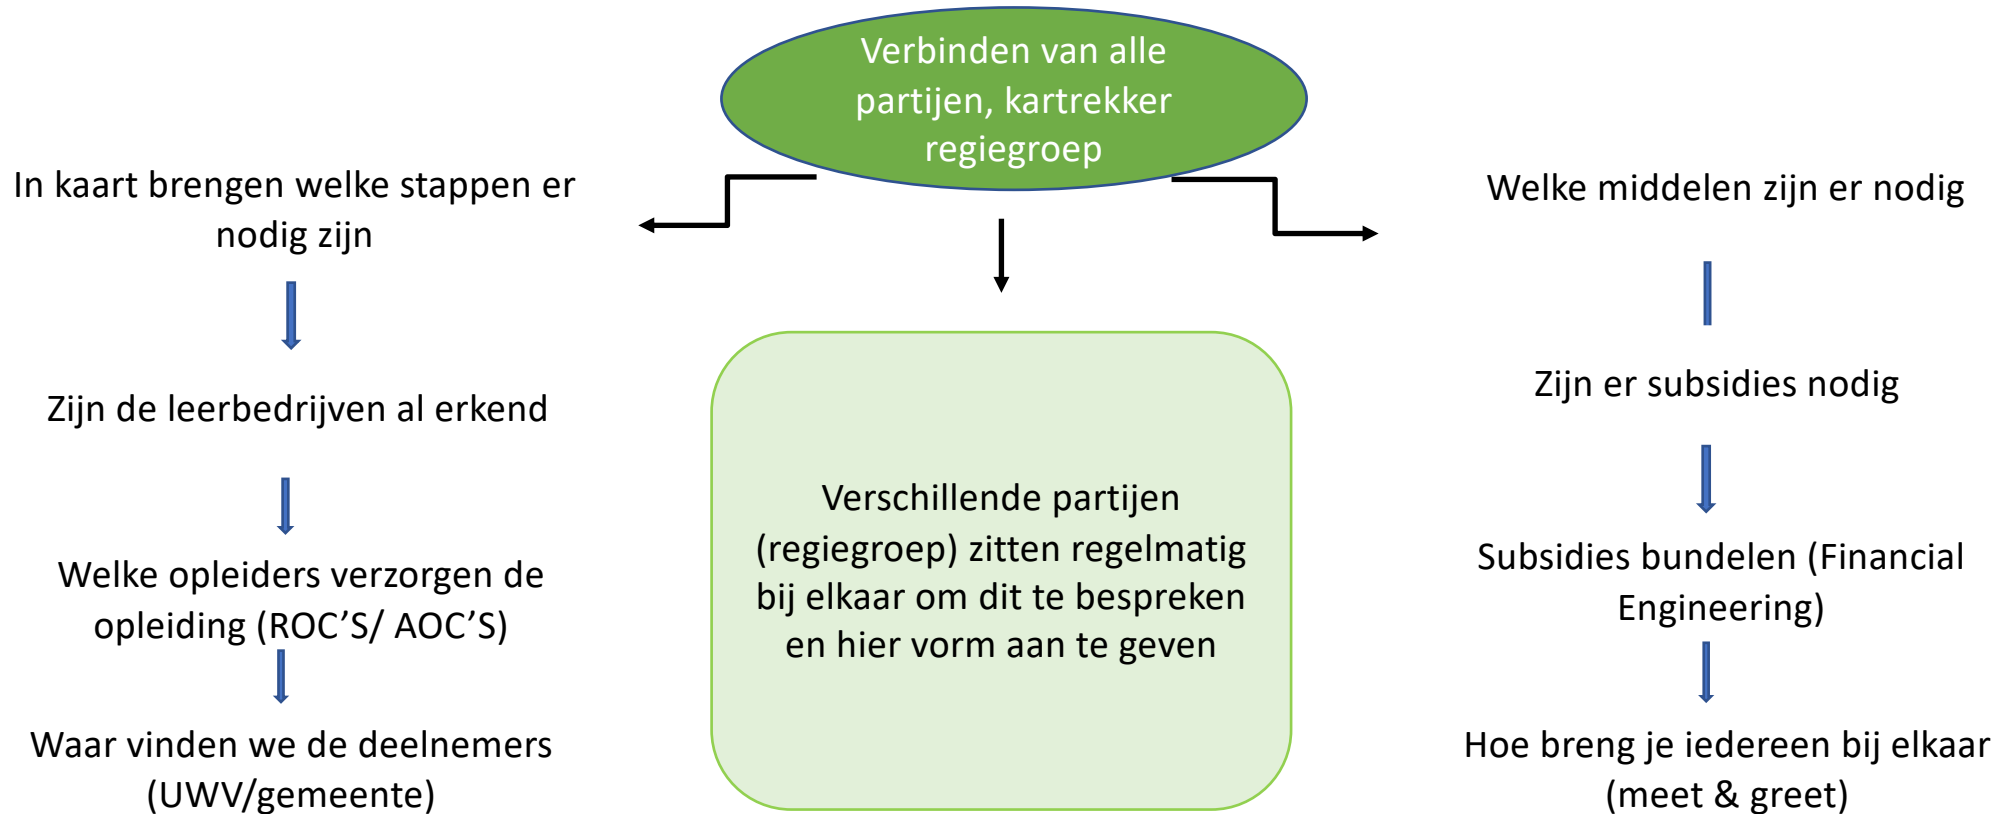 Verbinden van alle
partijen, kartrekker
regiegroep
In kaart brengen welke stappen er
nodig zijn
Zijn de leerbedrijven al erkend
Welke opleiders verzorgen de
opleiding (ROC’S/ AOC’S)
Waar vinden we de deelnemers
(UWV/gemeente)
Verschillende partijen
(regiegroep) zitten regelmatig
bij elkaar om dit te bespreken
en hier vorm aan te geven
Welke middelen zijn er nodig
Zijn er subsidies nodig
Subsidies bundelen (Financial
Engineering)
Hoe breng je iedereen bij elkaar
(meet & greet)